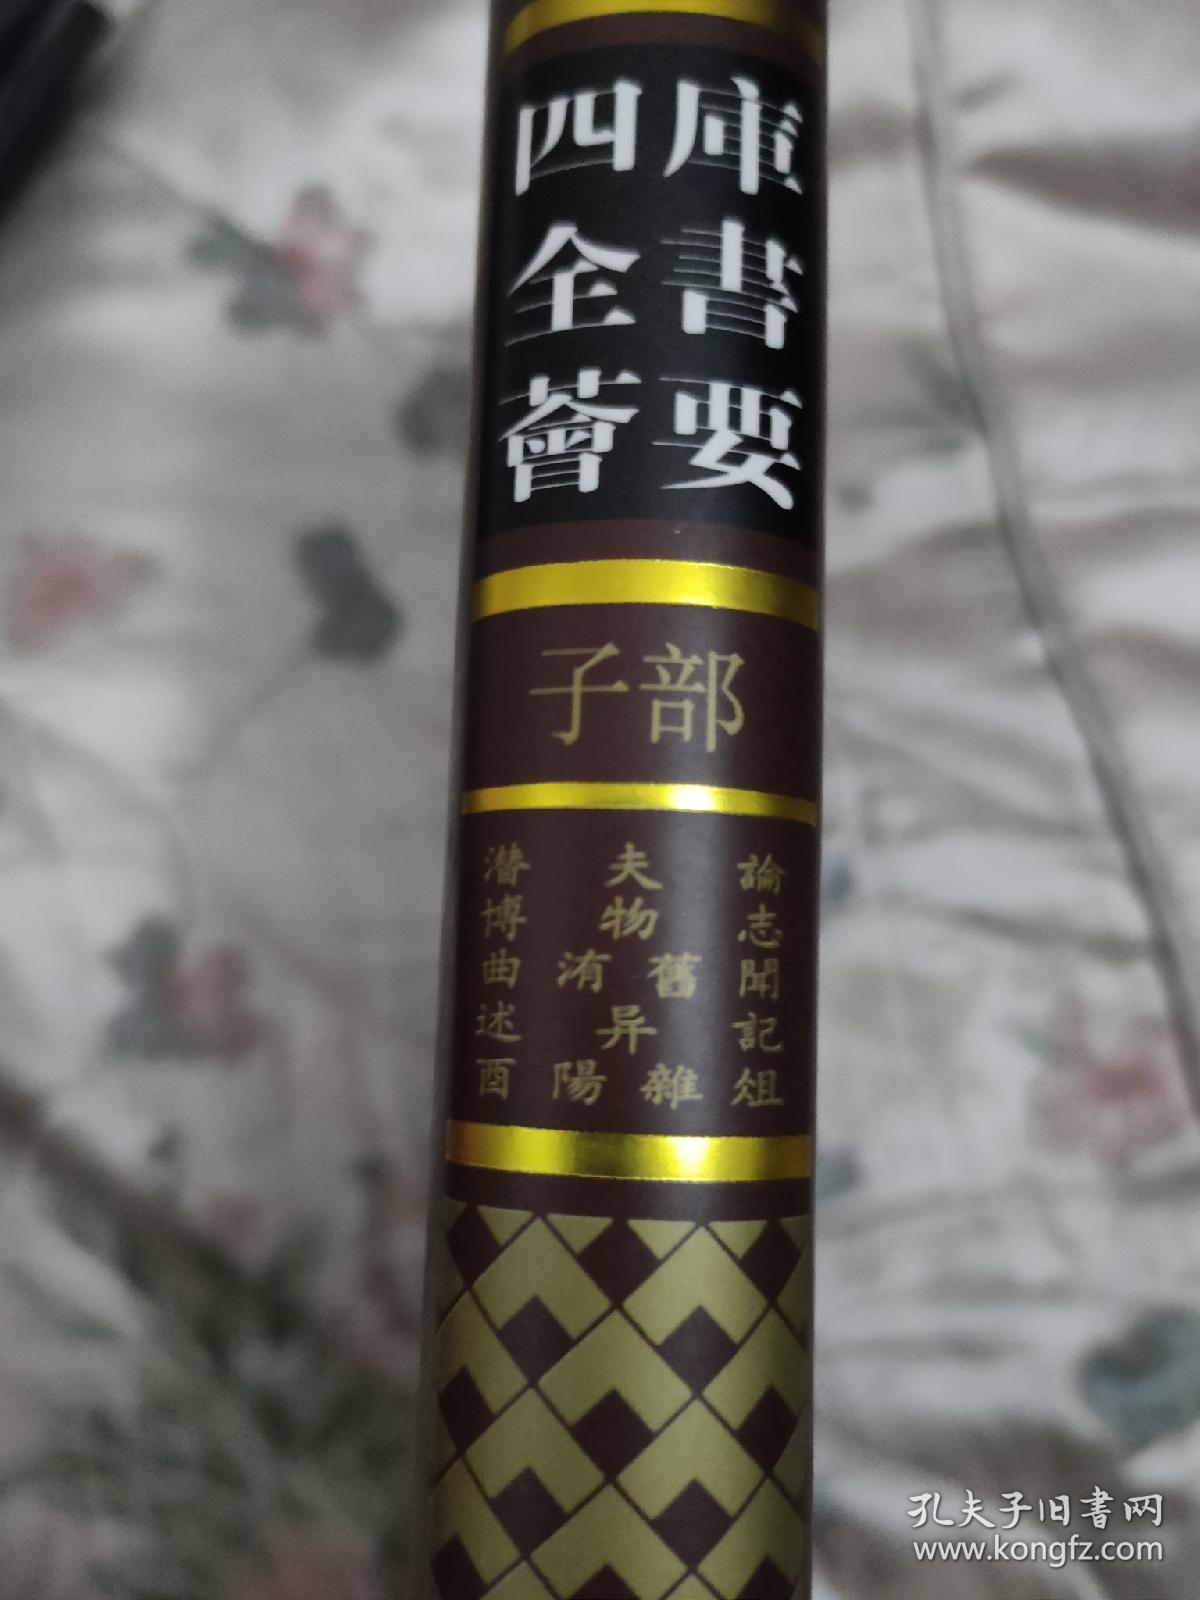 四庫
全書
薈要
子部
潛夫論
博物志
曲洧舊聞
述异記
酉陽雜俎
孔夫子旧书网
www.kongfz.com